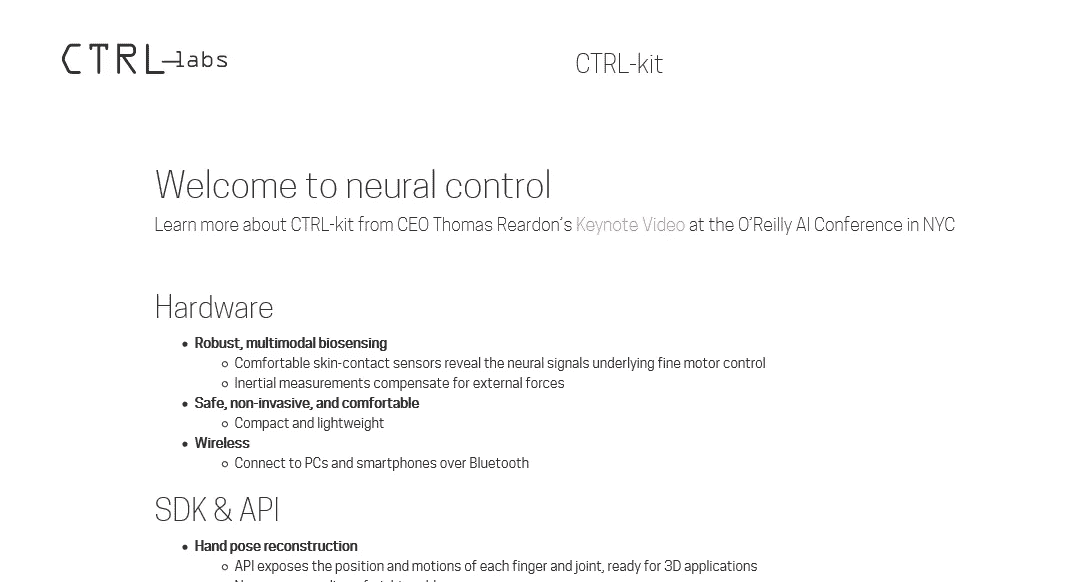 CTRL-labs
CTRL-kit
Welcome to neural control
Learn more about CTRL-kit from CEO Thomas Reardon's Keynote Video at the O'Reilly AI Conference in NYC
Hardware
Robust, multimodal biosensing
Comfortable skin-contact sensors reveal the neural signals underlying fine motor control
Inertial measurements compensate for external forces
Safe, non-invasive, and comfortable
Compact and lightweight
Wireless
Connect to PCs and smartphones over Bluetooth
SDK & API
Hand pose reconstruction
API exposes the position and motions of each finger and joint, ready for 3D applications